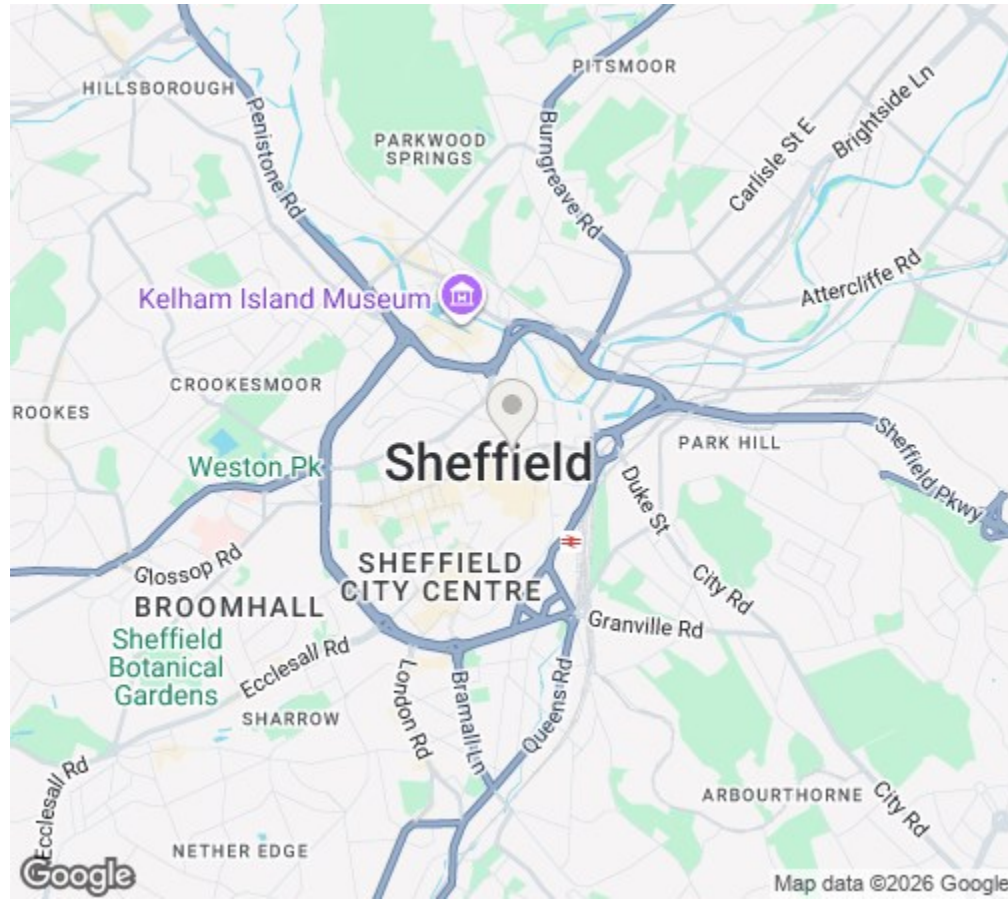 PITSMOOR
HILLSBOROUGH
Brightside Ln
Penistone Rd
PARKWOOD
SPRINGS
Burngreave Rd
Carlisle St E
Attercliffe Rd
Kelham Island Museum
CROOKESMOOR
ROOKES
Sheffield
PARK HILL
Sheffield Pkwy
Weston Pk
Duke St
SHEFFIELD
CITY CENTRE
Glossop Rd
City Rd
BROOMHALL
Granville Rd
Sheffield
Botanical
Gardens
Ecclesall Rd
London Rd
Bramall Ln
Queens Rd
SHARROW
Ecclesall Rd
ARBOURTHORNE
City Rd
NETHER EDGE
Google
Map data ©2026 Google